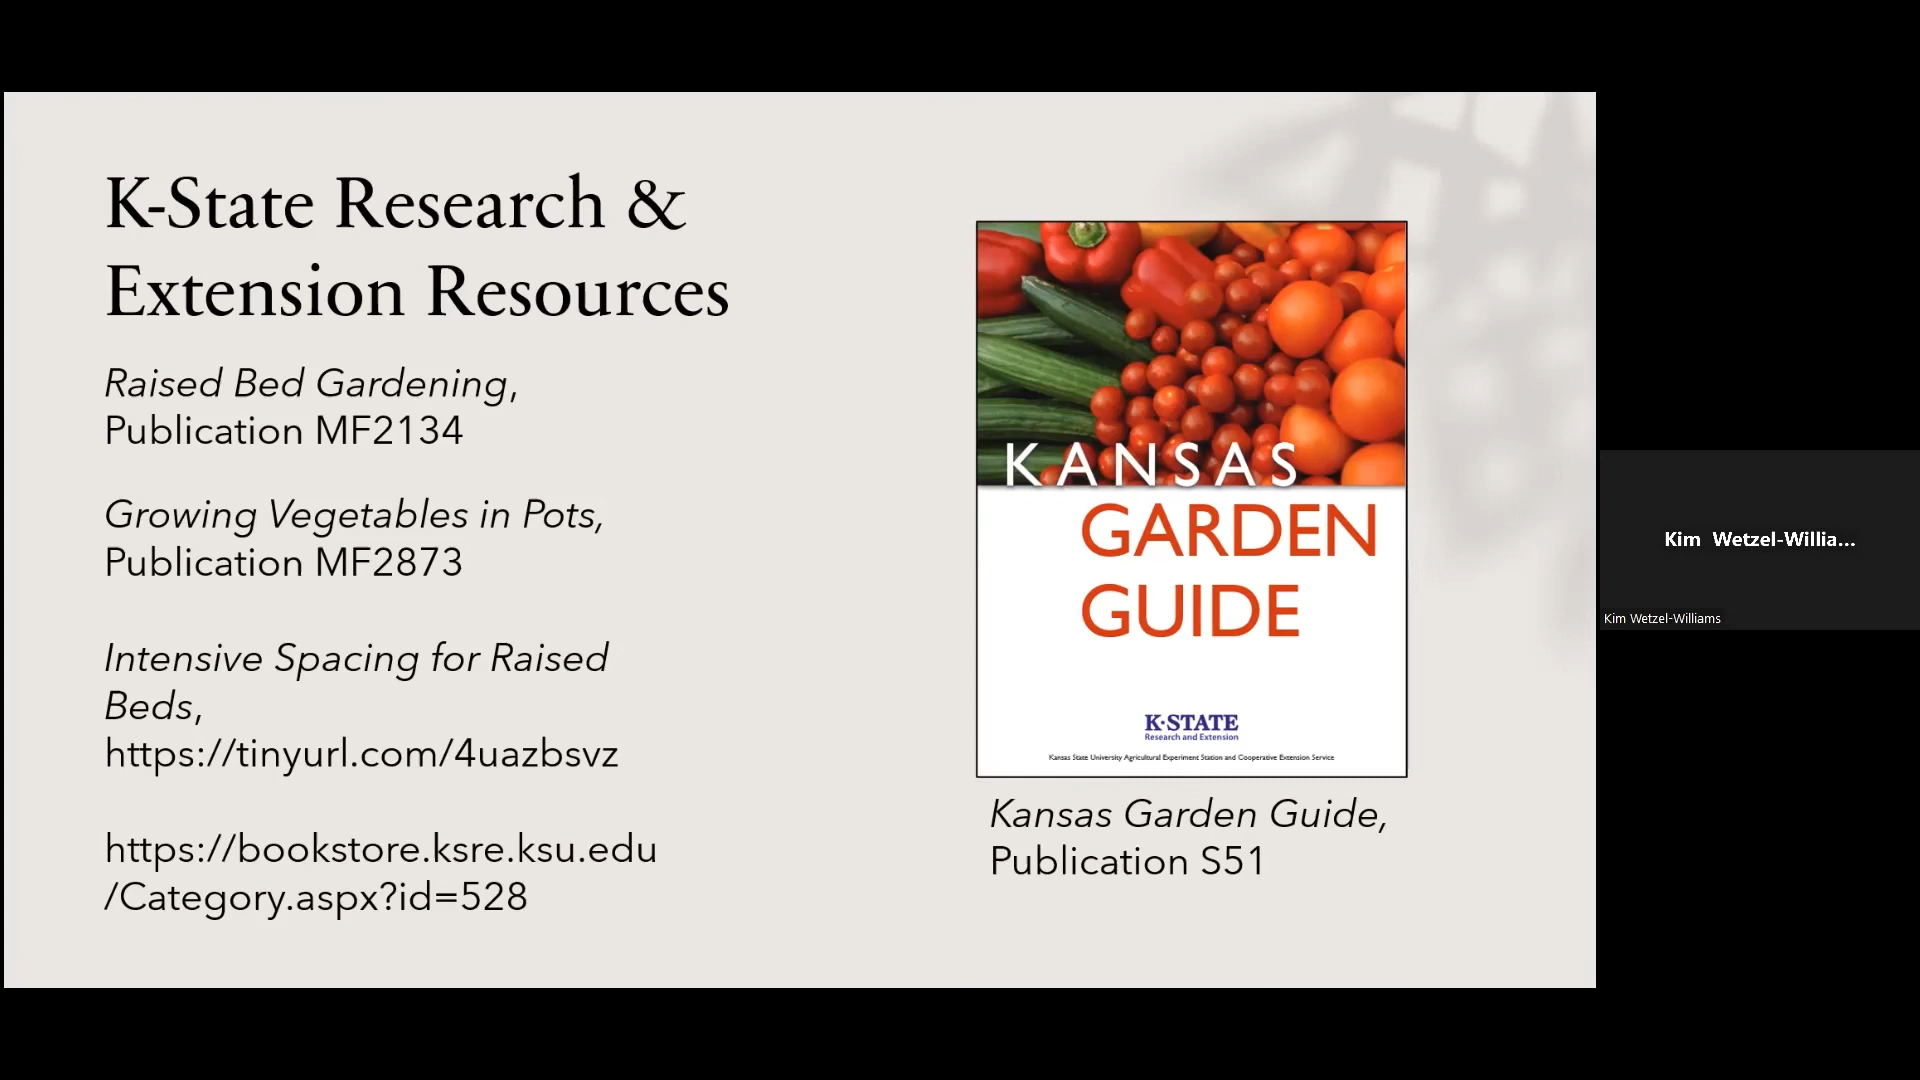 K-State Research &
Extension Resources
Raised Bed Gardening,
Publication MF2134
Growing Vegetables in Pots,
Publication MF2873
Intensive Spacing for Raised
Beds,
https://tinyurl.com/4uazbsvz
https://bookstore.ksre.ksu.edu
/Category.aspx?id=528
KANSAS
GARDEN
GUIDE
K-STATE
Research and Extension
Kansas State University Agricultural Experiment Station and Cooperative Extension Service
Kansas Garden Guide,
Publication S51
Kim Wetzel-Willia...
Kim Wetzel-Williams